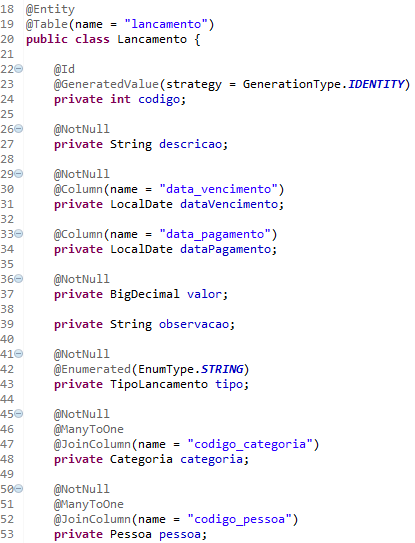 18 @Entity
19 @Table(name = "lancamento")
20 public class Lancamento {
21
22 @Id
23 @GeneratedValue(strategy = GenerationType.IDENTITY)
24 private int codigo;
25
26 @NotNull
27 private String descricao;
28
29 @NotNull
30 @Column(name = "data_vencimento")
31 private LocalDate dataVencimento;
32
33 @Column(name = "data_pagamento")
34 private LocalDate dataPagamento;
35
36 @NotNull
37 private BigDecimal valor;
38
39 private String observacao;
40
41 @NotNull
42 @Enumerated(EnumType.STRING)
43 private TipoLancamento tipo;
44
45 @NotNull
46 @ManyToOne
47 @JoinColumn(name = "codigo_categoria")
48 private Categoria categoria;
49
50 @NotNull
51 @ManyToOne
52 @JoinColumn(name = "codigo_pessoa")
53 private Pessoa pessoa;